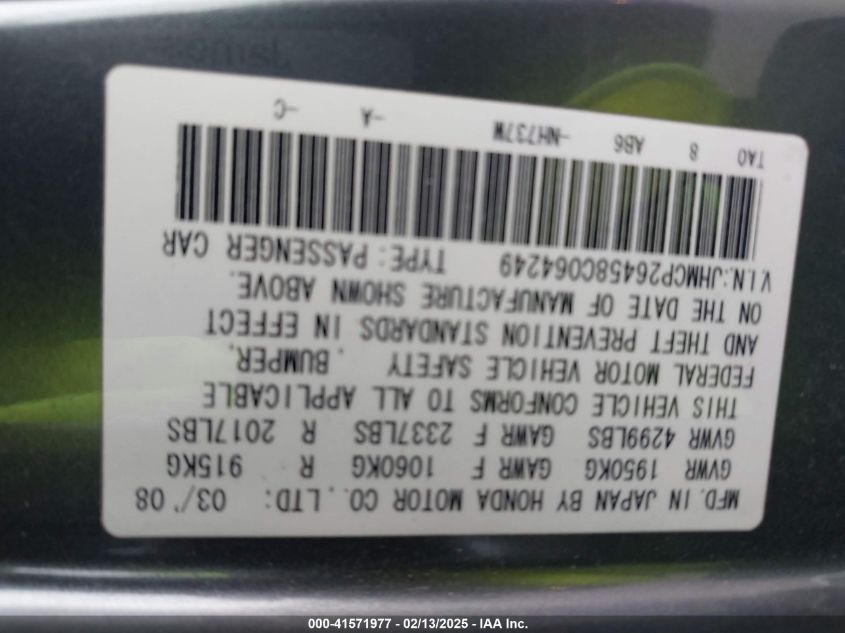 MFD. IN JAPAN BY HONDA MOTOR CO., LTD: 03/'08
GVWR 1950KG GAWR F 1060KG R 915KG
GVWR 4299LBS GAWR F 2337LBS R 2017LBS
THIS VEHICLE CONFORMS TO ALL APPLICABLE
FEDERAL MOTOR VEHICLE SAFETY , BUMPER,
AND THEFT PREVENTION STANDARDS IN EFFECT
ON THE DATE OF MANUFACTURE SHOWN ABOVE.
V.I.N:JHMCP26458C064249 TYPE:PASSENGER CAR
TA0 8 AB6 -NH737M -A -C
000-41571977 - 02/13/2025 - IAA Inc.